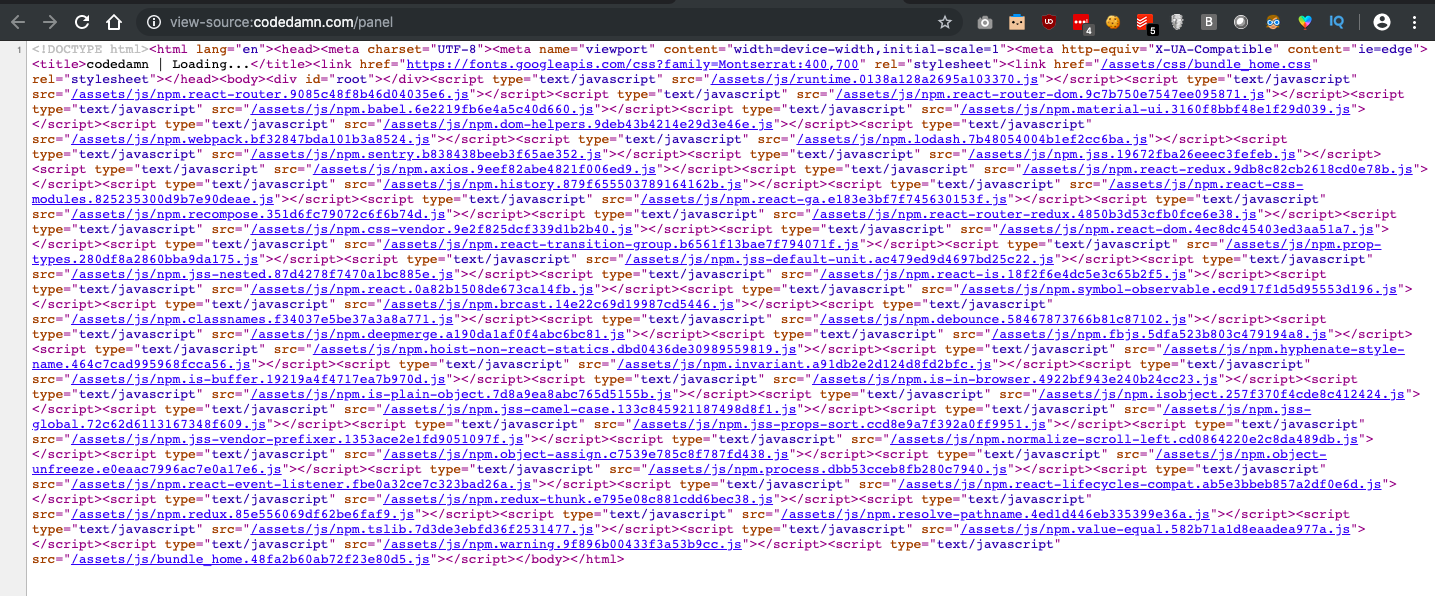 view-source:codedamn.com/panel
4
5
B
IQ
1
<!DOCTYPE html><html lang="en"><head><meta charset="UTF-8"><meta name="viewport" content="width=device-width,initial-scale=1"><meta http-equiv="X-UA-Compatible" content="ie=edge">
<title>codedamn | Loading...</title><link href="https://fonts.googleapis.com/css?family=Montserrat:400,700" rel="stylesheet"><link href="/assets/css/bundle_home.css"
rel="stylesheet"></head><body><div id="root"></div><script type="text/javascript" src="/assets/js/runtime.0138a128a2695a103370.js"></script><script type="text/javascript"
src="/assets/js/npm.react-router.9085c48f8b46d04035e6.js"></script><script type="text/javascript" src="/assets/js/npm.react-router-dom.9c7b750e7547ee095871.js"></script><script
type="text/javascript" src="/assets/js/npm.babel.6e2219fb6e4a5c40d660.js"></script><script type="text/javascript" src="/assets/js/npm.material-ui.3160f8bbf48e1f29d039.js">
</script><script type="text/javascript" src="/assets/js/npm.dom-helpers.9deb43b4214e29d3e46e.js"></script><script type="text/javascript"
src="/assets/js/npm.webpack.bf32847bda101b3a8524.js"></script><script type="text/javascript" src="/assets/js/npm.lodash.7b48054004b1ef2cc6ba.js"></script><script
type="text/javascript" src="/assets/js/npm.sentry.b838438beeb3f65ae352.js"></script><script type="text/javascript" src="/assets/js/npm.jss.19672fba26eeec3fefeb.js"></script>
<script type="text/javascript" src="/assets/js/npm.axios.9eef82abe4821f006ed9.js"></script><script type="text/javascript" src="/assets/js/npm.react-redux.9db8c82cb2618cd0e78b.js">
</script><script type="text/javascript" src="/assets/js/npm.history.879f655503789164162b.js"></script><script type="text/javascript" src="/assets/js/npm.react-css-
modules.825235300d9b7e90deae.js"></script><script type="text/javascript" src="/assets/js/npm.react-ga.e183e3bf7f745630153f.js"></script><script type="text/javascript"
src="/assets/js/npm.recompose.351d6fc79072c6f6b74d.js"></script><script type="text/javascript" src="/assets/js/npm.react-router-redux.4850b3d53cfb0fce6e38.js"></script><script
type="text/javascript" src="/assets/js/npm.css-vendor.9e2f825dcf339d1b2b40.js"></script><script type="text/javascript" src="/assets/js/npm.react-dom.4ec8dc45403ed3aa51a7.js">
</script><script type="text/javascript" src="/assets/js/npm.react-transition-group.b6561f13bae7f794071f.js"></script><script type="text/javascript" src="/assets/js/npm.prop-
types.280df8a2860bba9da175.js"></script><script type="text/javascript" src="/assets/js/npm.jss-default-unit.ac479ed9d4697bd25c22.js"></script><script type="text/javascript"
src="/assets/js/npm.jss-nested.87d4278f7470a1bc885e.js"></script><script type="text/javascript" src="/assets/js/npm.react-is.18f2f6e4dc5e3c65b2f5.js"></script><script
type="text/javascript" src="/assets/js/npm.react.0a82b1508de673ca14fb.js"></script><script type="text/javascript" src="/assets/js/npm.symbol-observable.ecd917f1d5d95553d196.js">
</script><script type="text/javascript" src="/assets/js/npm.brcast.14e22c69d19987cd5446.js"></script><script type="text/javascript"
src="/assets/js/npm.classnames.f34037e5be37a3a8a771.js"></script><script type="text/javascript" src="/assets/js/npm.debounce.58467873766b81c87102.js"></script><script
type="text/javascript" src="/assets/js/npm.deepmerge.a190da1af0f4abc6bc81.js"></script><script type="text/javascript" src="/assets/js/npm.fbjs.5dfa523b803c479194a8.js"></script>
<script type="text/javascript" src="/assets/js/npm.hoist-non-react-statics.dbd0436de30989559819.js"></script><script type="text/javascript" src="/assets/js/npm.hyphenate-style-
name.464c7cad995968fcca56.js"></script><script type="text/javascript" src="/assets/js/npm.invariant.a91db2e2d124d8fd2bfc.js"></script><script type="text/javascript"
src="/assets/js/npm.is-buffer.19219a4f4717ea7b970d.js"></script><script type="text/javascript" src="/assets/js/npm.is-in-browser.4922bf943e240b24cc23.js"></script><script
type="text/javascript" src="/assets/js/npm.is-plain-object.7d8a9ea8abc765d5155b.js"></script><script type="text/javascript" src="/assets/js/npm.isobject.257f370f4cde8c412424.js">
</script><script type="text/javascript" src="/assets/js/npm.jss-camel-case.133c845921187498d8f1.js"></script><script type="text/javascript" src="/assets/js/npm.jss-
global.72c62d6113167348f609.js"></script><script type="text/javascript" src="/assets/js/npm.jss-props-sort.ccd8e9a7f392a0ff9951.js"></script><script type="text/javascript"
src="/assets/js/npm.jss-vendor-prefixer.1353ace2e1fd9051097f.js"></script><script type="text/javascript" src="/assets/js/npm.normalize-scroll-left.cd0864220e2c8da489db.js">
</script><script type="text/javascript" src="/assets/js/npm.object-assign.c7539e785c8f787fd438.js"></script><script type="text/javascript" src="/assets/js/npm.object-
unfreeze.e0eaac7996ac7e0a17e6.js"></script><script type="text/javascript" src="/assets/js/npm.process.dbb53cceb8fb280c7940.js"></script><script type="text/javascript"
src="/assets/js/npm.react-event-listener.fbe0a32ce7c323bad26a.js"></script><script type="text/javascript" src="/assets/js/npm.react-lifecycles-compat.ab5e3bbeb857a2df0e6d.js">
</script><script type="text/javascript" src="/assets/js/npm.redux-thunk.e795e08c881cdd6bec38.js"></script><script type="text/javascript"
src="/assets/js/npm.redux.85e556069df62be6faf9.js"></script><script type="text/javascript" src="/assets/js/npm.resolve-pathname.4ed1d446eb335399e36a.js"></script><script
type="text/javascript" src="/assets/js/npm.tslib.7d3de3ebfd36f2531477.js"></script><script type="text/javascript" src="/assets/js/npm.value-equal.582b71a1d8eaadea977a.js">
</script><script type="text/javascript" src="/assets/js/npm.warning.9f896b00433f3a53b9cc.js"></script><script type="text/javascript"
src="/assets/js/bundle_home.48fa2b60ab72f23e80d5.js"></script></body></html>